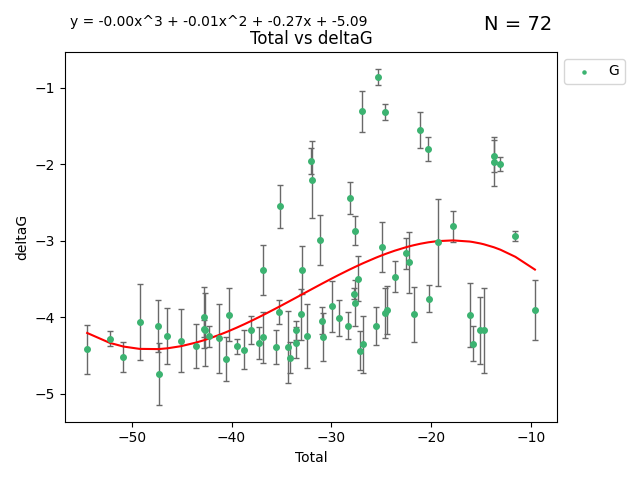 y = -0.00x^3 + -0.01x^2 + -0.27x + -5.09
N = 72
Total vs deltaG
G
−1
−2
−3
−4
−5
deltaG
−50 −40 −30 −20 −10
Total